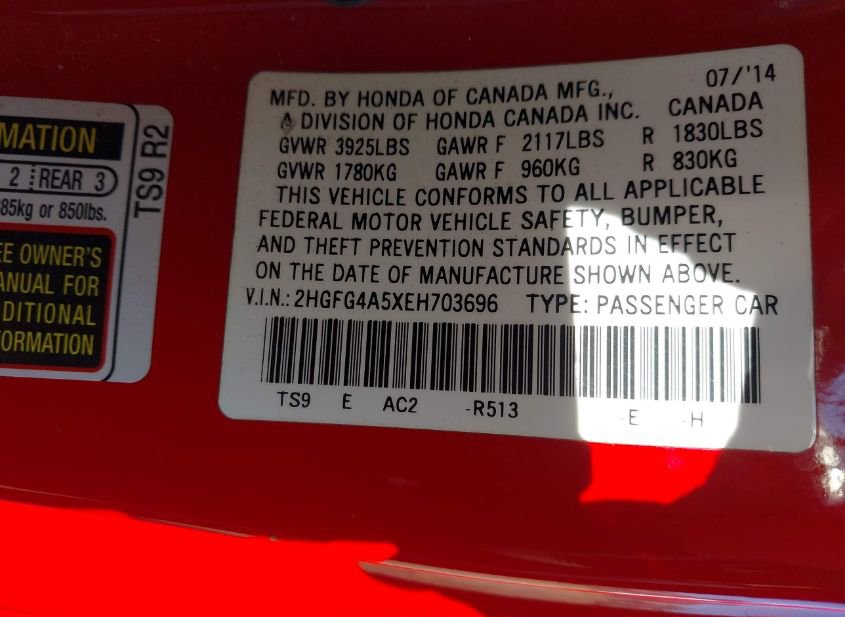 MATION
2 REAR 3
85kg or 850lbs.
EE OWNER'S
ANUAL FOR
DITIONAL
FORMATION
TS9 R2
MFD. BY HONDA OF CANADA MFG., 07/'14
A DIVISION OF HONDA CANADA INC. CANADA
GVWR 3925LBS GAWR F 2117LBS R 1830LBS
GVWR 1780KG GAWR F 960KG R 830KG
THIS VEHICLE CONFORMS TO ALL APPLICABLE
FEDERAL MOTOR VEHICLE SAFETY, BUMPER,
AND THEFT PREVENTION STANDARDS IN EFFECT
ON THE DATE OF MANUFACTURE SHOWN ABOVE.
V.I.N.: 2HGFG4A5XEH703696 TYPE: PASSENGER CAR
TS9 E AC2 -R513 -E -H